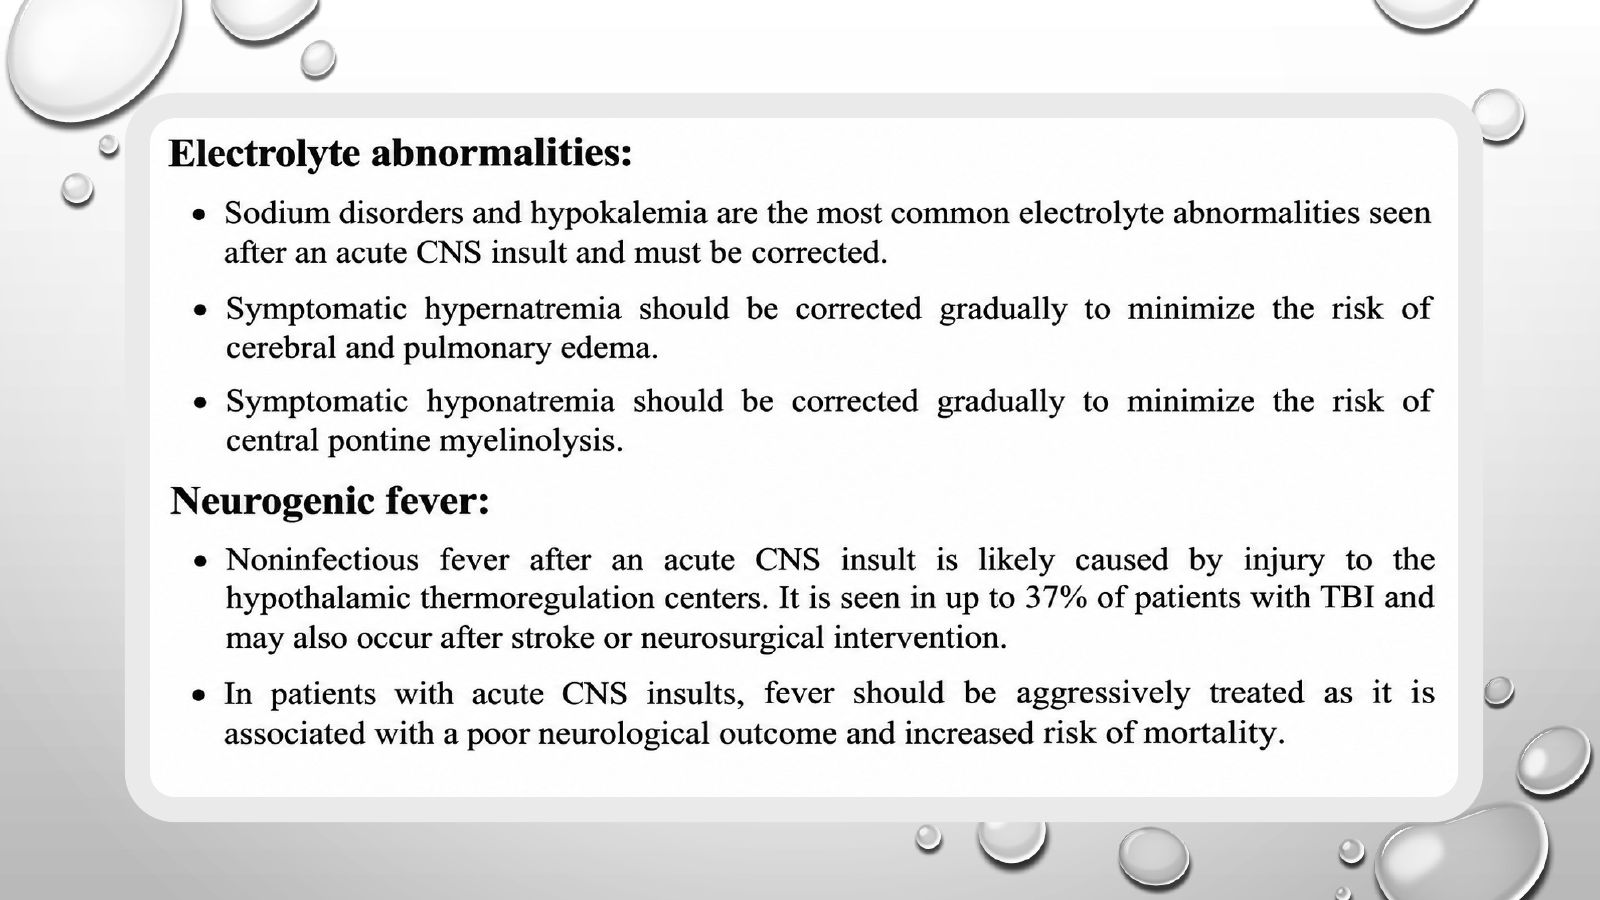 Electrolyte abnormalities:
• Sodium disorders and hypokalemia are the most common electrolyte abnormalities seen
after an acute CNS insult and must be corrected.
• Symptomatic hypernatremia should be corrected gradually to minimize the risk of
cerebral and pulmonary edema.
• Symptomatic hyponatremia should be corrected gradually to minimize the risk of
central pontine myelinolysis.
Neurogenic fever:
• Noninfectious fever after an acute CNS insult is likely caused by injury to the
hypothalamic thermoregulation centers. It is seen in up to 37% of patients with TBI and
may also occur after stroke or neurosurgical intervention.
• In patients with acute CNS insults, fever should be aggressively treated as it is
associated with a poor neurological outcome and increased risk of mortality.